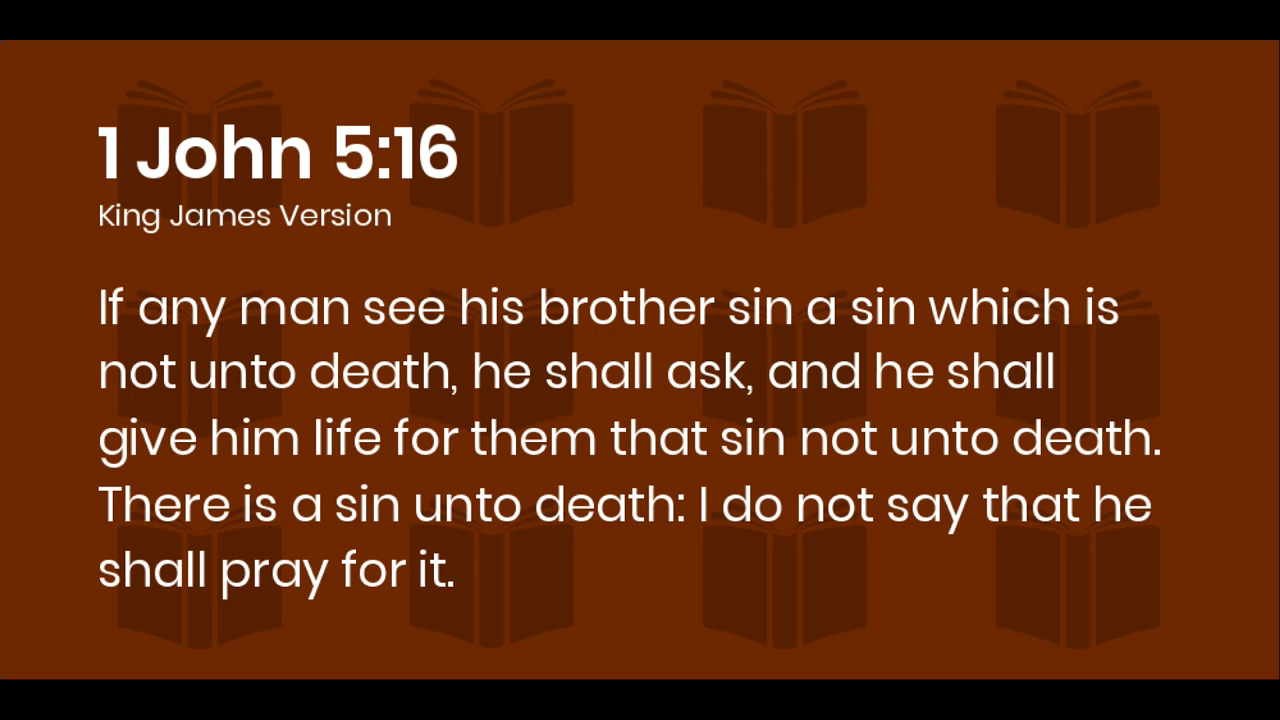 1 John 5:16
King James Version
If any man see his brother sin a sin which is
not unto death, he shall ask, and he shall
give him life for them that sin not unto death.
There is a sin unto death: I do not say that he
shall pray for it.